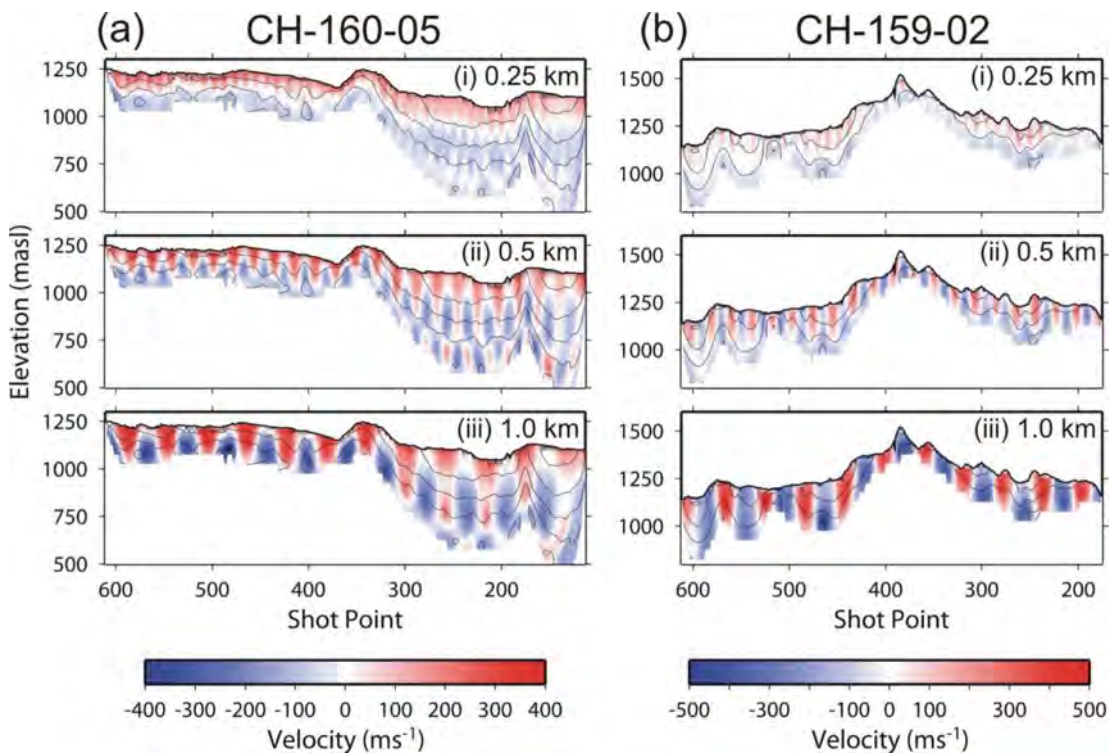 (a) CH-160-05
(b) CH-159-02
(i) 0.25 km
1250
1000
750
500
(i) 0.25 km
1500
1250
1000
(ii) 0.5 km
1250
1000
750
500
(ii) 0.5 km
1500
1250
1000
(iii) 1.0 km
1250
1000
750
500
(iii) 1.0 km
1500
1250
1000
Elevation (masl)
600 500 400 300 200
Shot Point
600 500 400 300 200
Shot Point
-400 -300 -200 -100 0 100 200 300 400
Velocity (ms-1)
-500 -300 -100 0 100 300 500
Velocity (ms-1)